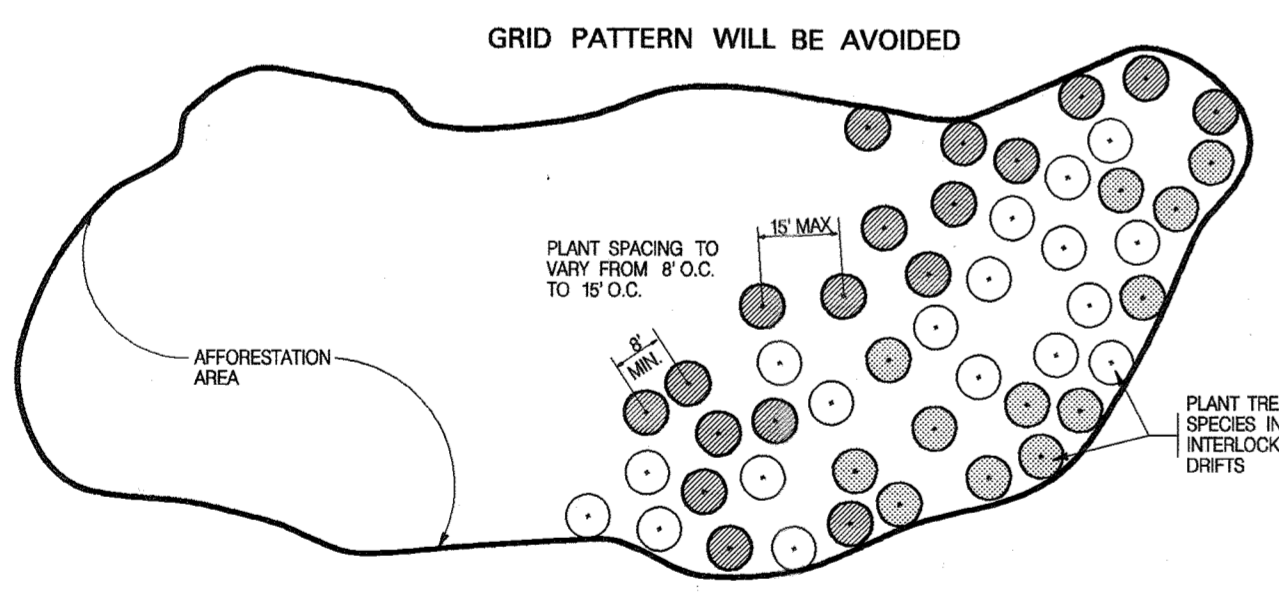 GRID PATTERN WILL BE AVOIDED
15' MAX
PLANT SPACING TO
VARY FROM 8' O.C.
TO 15' O.C.
8'
MIN.
AFFORESTATION
AREA
PLANT TRE
SPECIES IN
INTERLOCK
DRIFTS